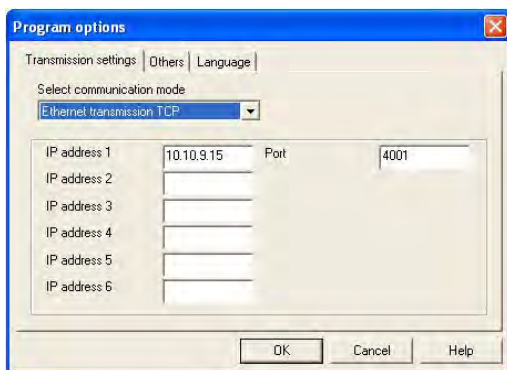 Program options
Transmission settings Others Language
Select communication mode
Ethernet transmission TCP
IP address 1 10.10.9.15 Port 4001
IP address 2
IP address 3
IP address 4
IP address 5
IP address 6
OK Cancel Help